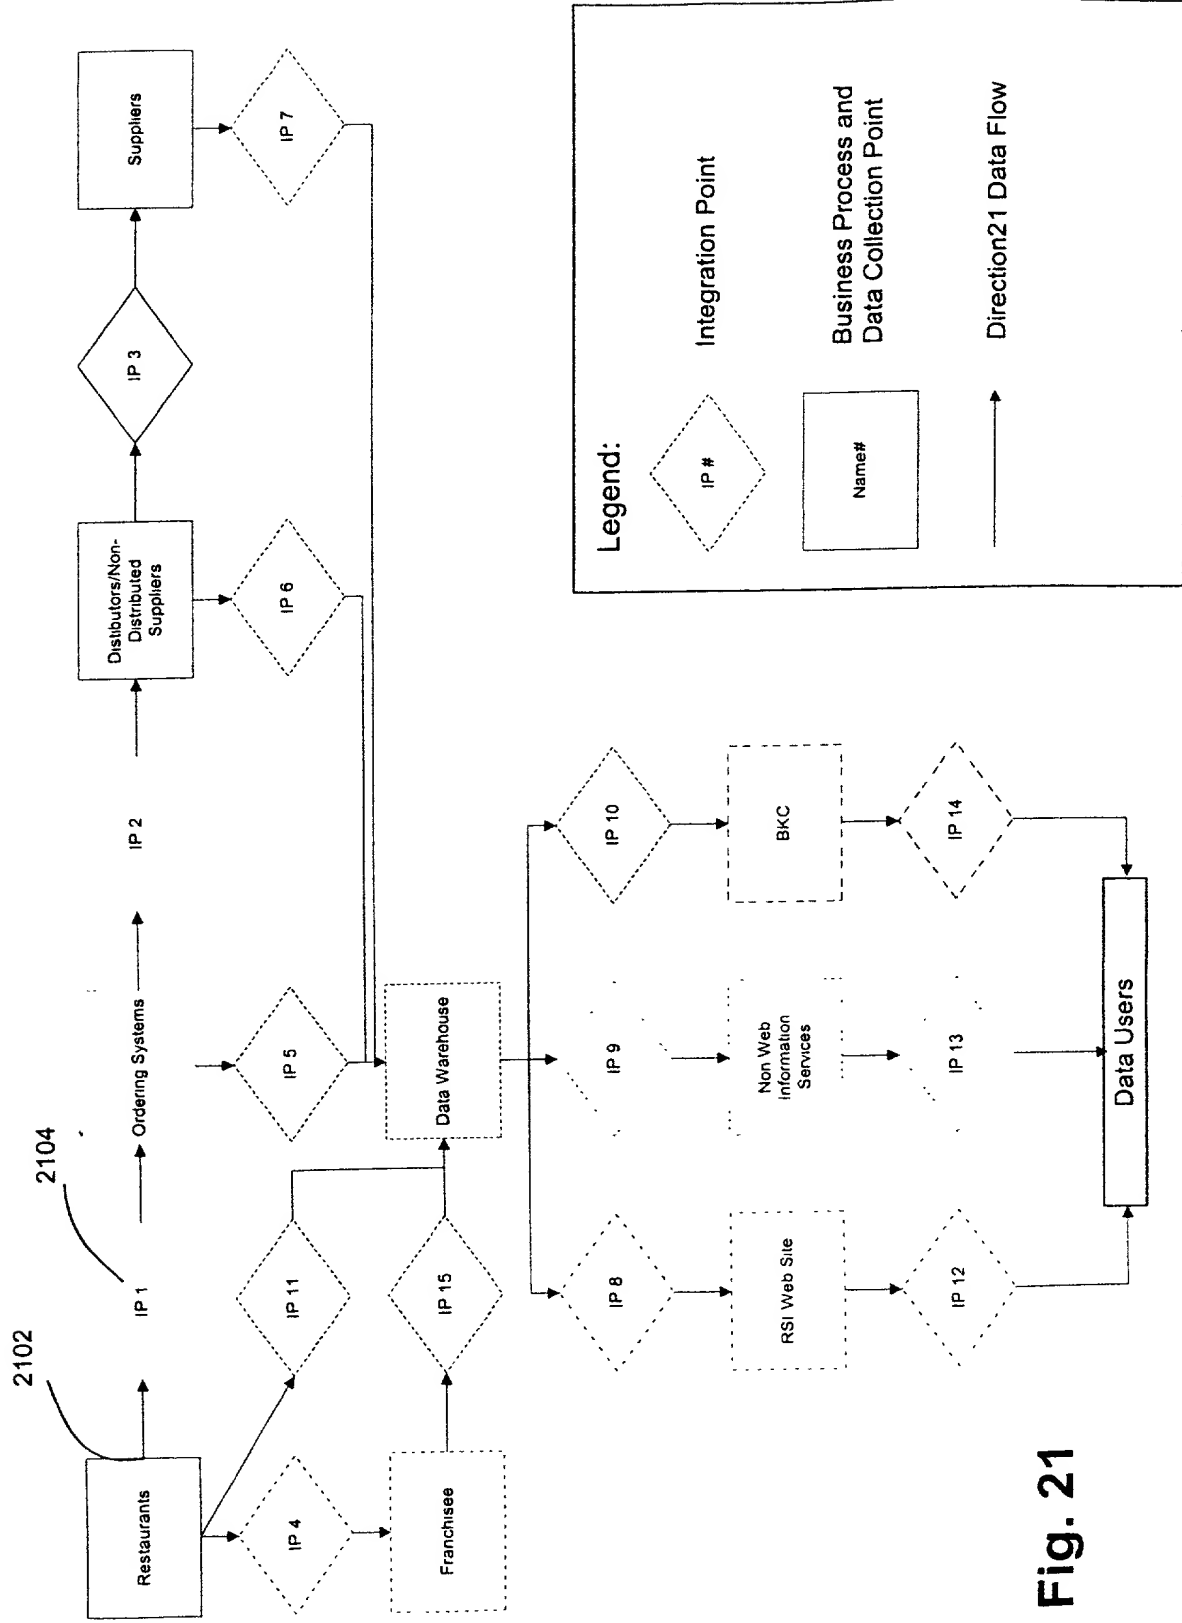 2102
2104
Restaurants
IP 1
Ordering Systems
IP 2
Distibutors/Non-
Distributed
Suppliers
IP 3
Suppliers
IP 4
IP 11
IP 5
IP 6
IP 7
Franchisee
IP 15
Data Warehouse
IP 8
IP 9
IP 10
RSI Web Site
Non Web
Information
Services
BKC
IP 12
IP 13
IP 14
Data Users
Legend:
IP #
Integration Point
Name#
Business Process and
Data Collection Point
Direction21 Data Flow
Fig. 21